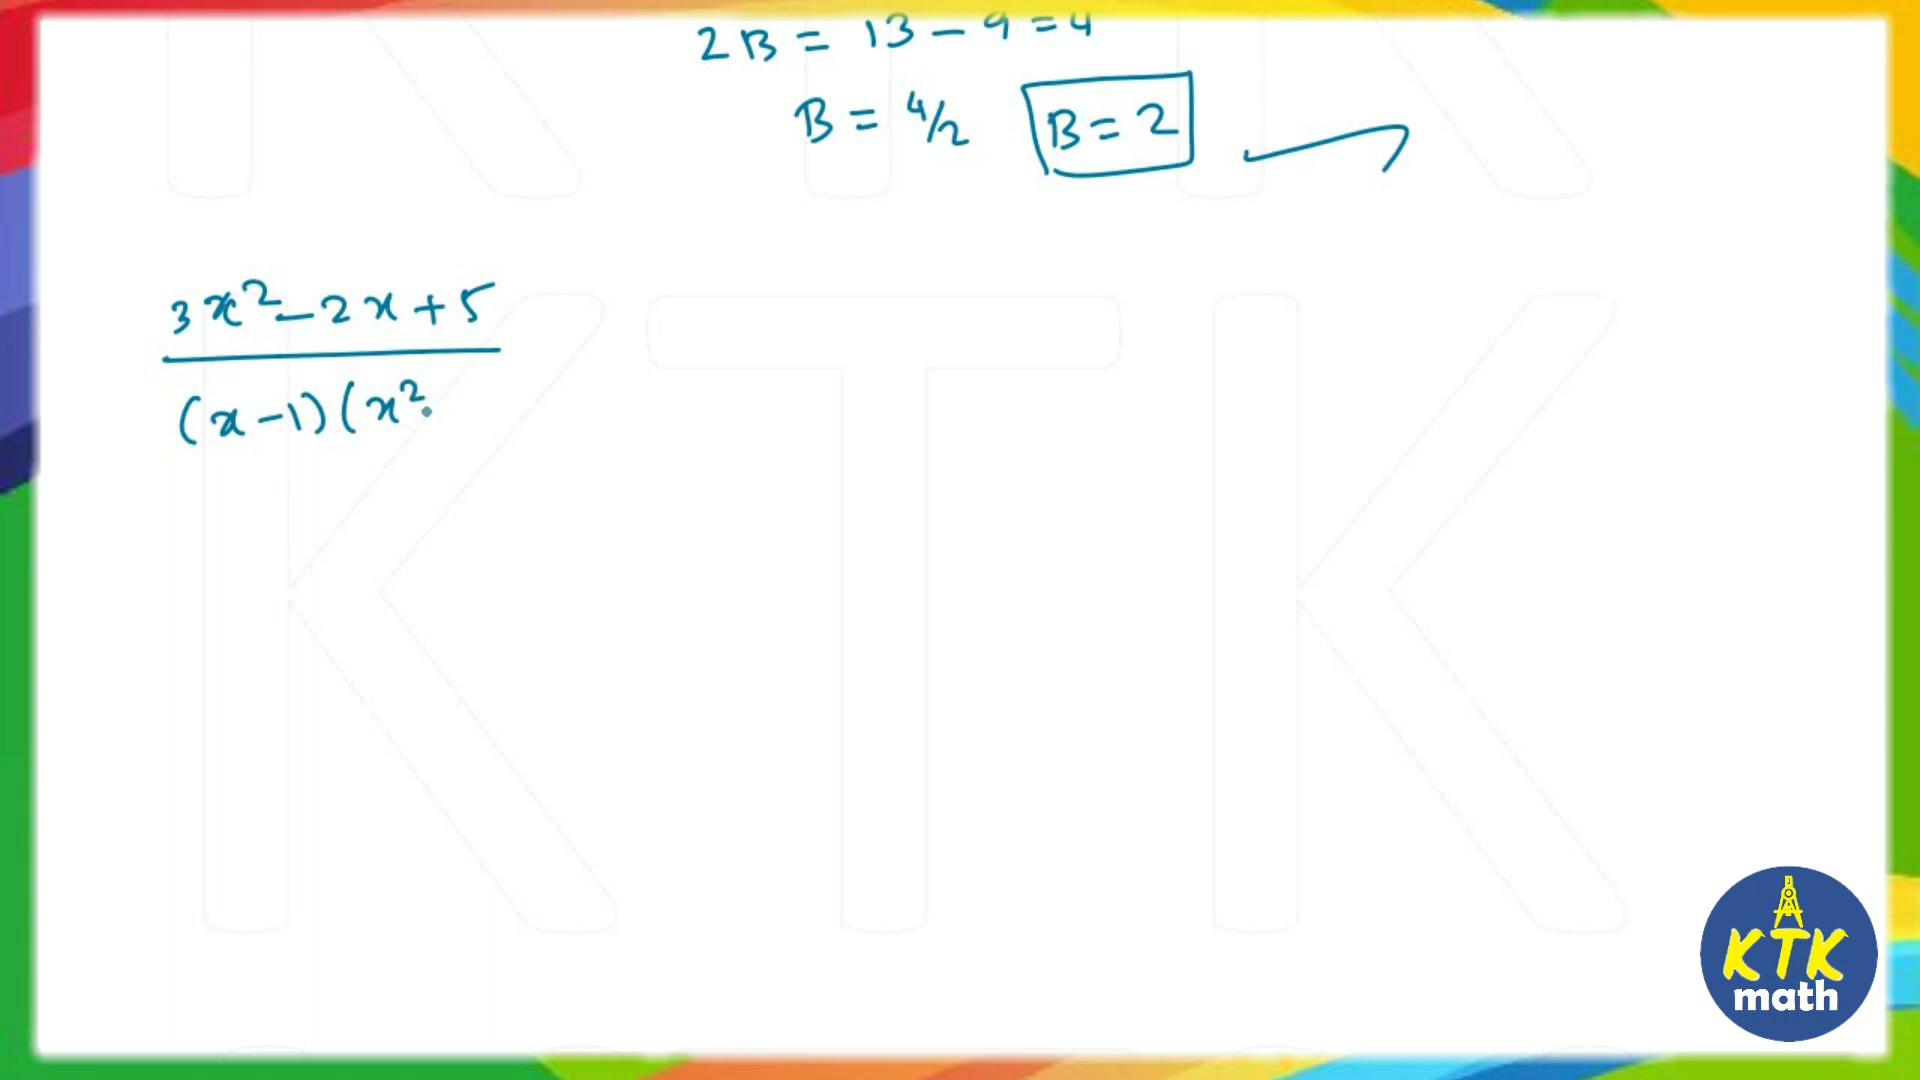 2B = 13 - 9 = 4
B = 4/2 B = 2
3x² - 2x + 5
(x - 1)(x²
KTK
math